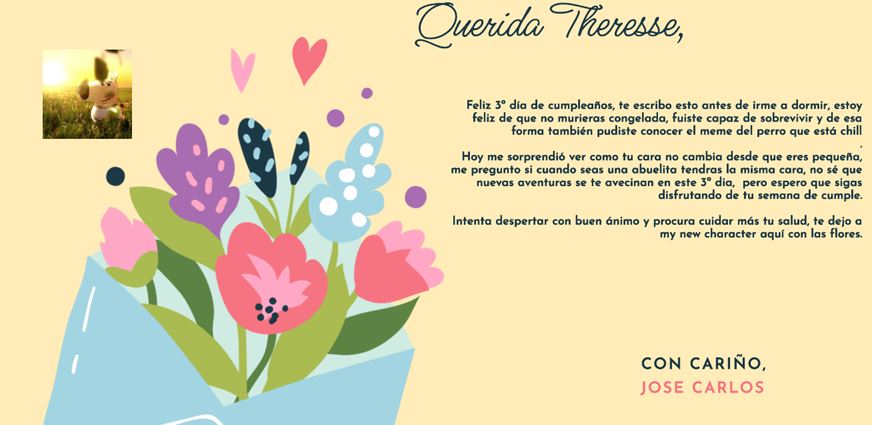 Querida Theresse,
Feliz 3º día de cumpleaños, te escribo esto antes de irme a dormir, estoy
feliz de que no murieras congelada, fuiste capaz de sobrevivir y de esa
forma también pudiste conocer el meme del perro que está chill
.
Hoy me sorprendió ver como tu cara no cambia desde que eres pequeña,
me pregunto si cuando seas una abuelita tendras la misma cara, no sé que
nuevas aventuras se te avecinan en este 3º dia,  pero espero que sigas
disfrutando de tu semana de cumple.
Intenta despertar con buen ánimo y procura cuidar más tu salud, te dejo a
my new character aquí con las flores.
CON CARIÑO,
JOSE CARLOS